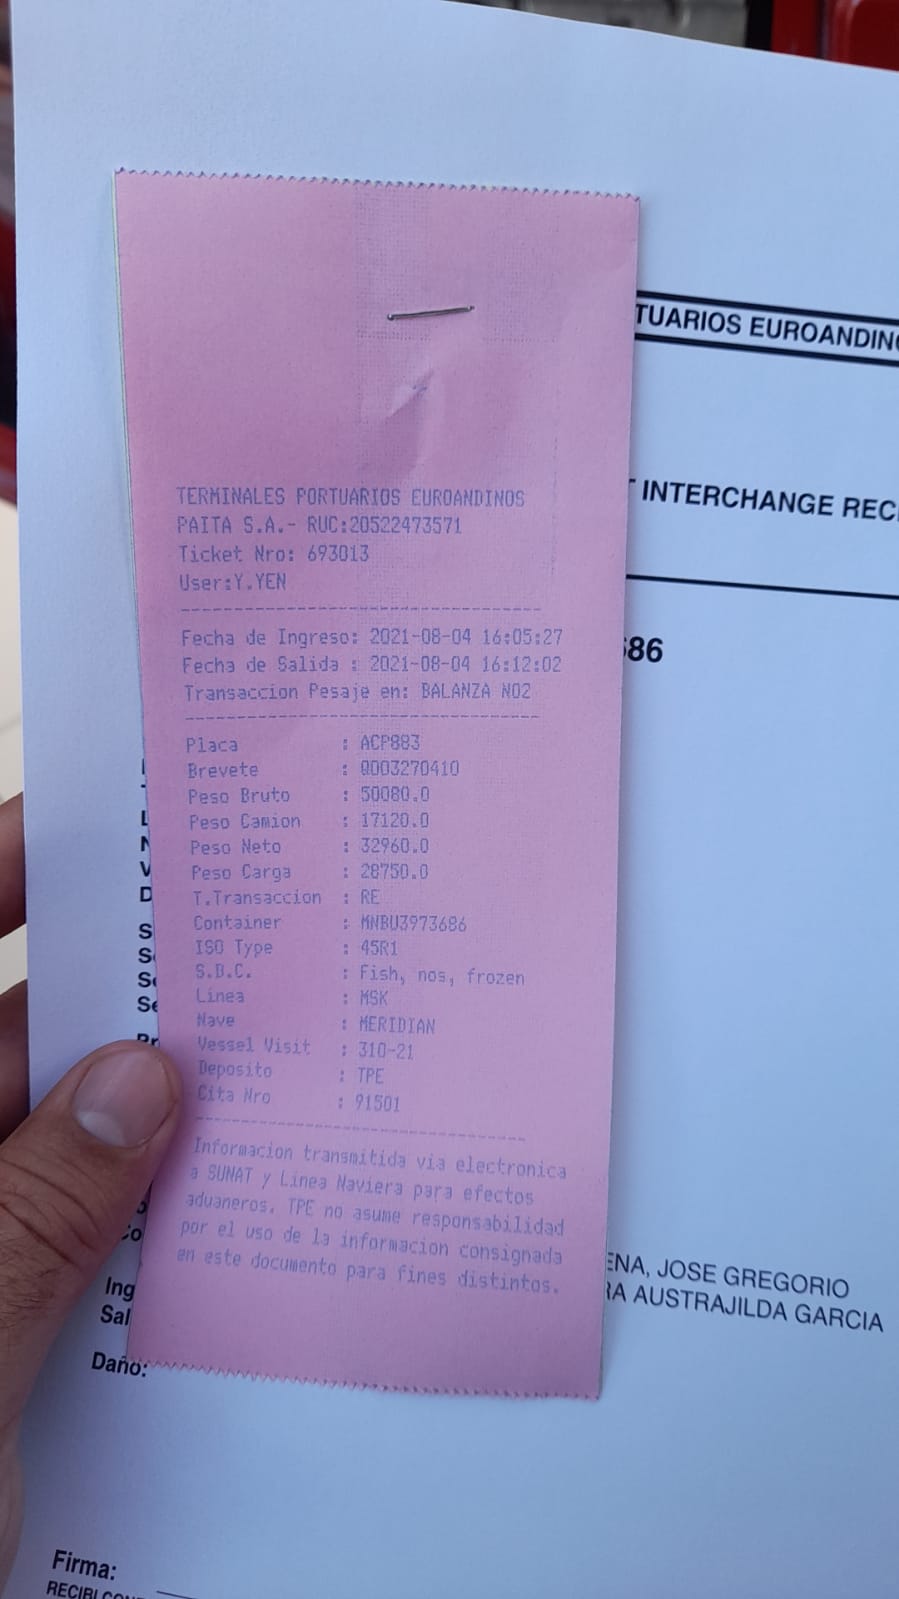 TUARIOS EUROANDIN
INTERCHANGE REC
686
TERMINALES PORTUARIOS EUROANDINOS
PAITA S.A.- RUC:20522473571
Ticket Nro: 693013
User:Y.YEN
Fecha de Ingreso: 2021-08-04 16:05:27
Fecha de Salida : 2021-08-04 16:12:02
Transaccion Pesaje en: BALANZA NO2
Placa : ACP883
Brevete : Q003270410
Peso Bruto : 50080.0
Peso Camion : 17120.0
Peso Neto : 32960.0
Peso Carga : 28750.0
T.Transaccion : RE
Container : MNBU3973686
ISO Type : 45R1
S.D.C. : Fish, nos, frozen
Linea : MSK
Nave : MERIDIAN
Vessel Visit : 310-21
Deposito : TPE
Cita Nro : 91501
Informacion transmitida via electronica
a SUNAT y Linea Naviera para efectos
aduaneros. TPE no asume responsabilidad
por el uso de la informacion consignada
en este documento para fines distintos.
ENA, JOSE GREGORIO
RA AUSTRAJILDA GARCIA
Ing
Sal
Daño:
Firma: